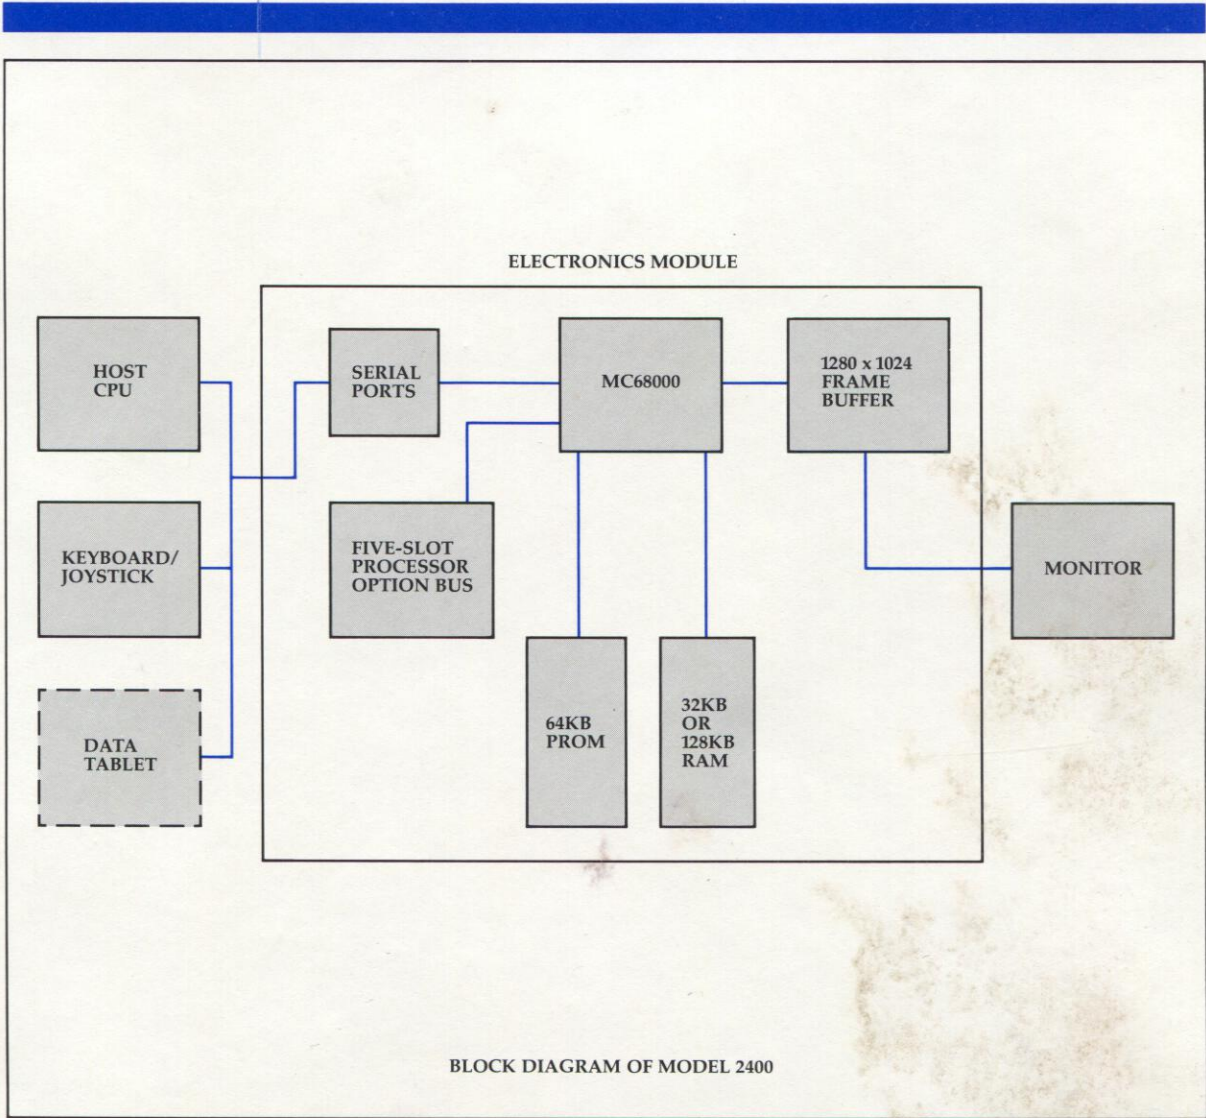 ELECTRONICS MODULE
HOST
CPU
SERIAL
PORTS
MC68000
1280 x 1024
FRAME
BUFFER
KEYBOARD/
JOYSTICK
FIVE-SLOT
PROCESSOR
OPTION BUS
MONITOR
DATA
TABLET
64KB
PROM
32KB
OR
128KB
RAM
BLOCK DIAGRAM OF MODEL 2400